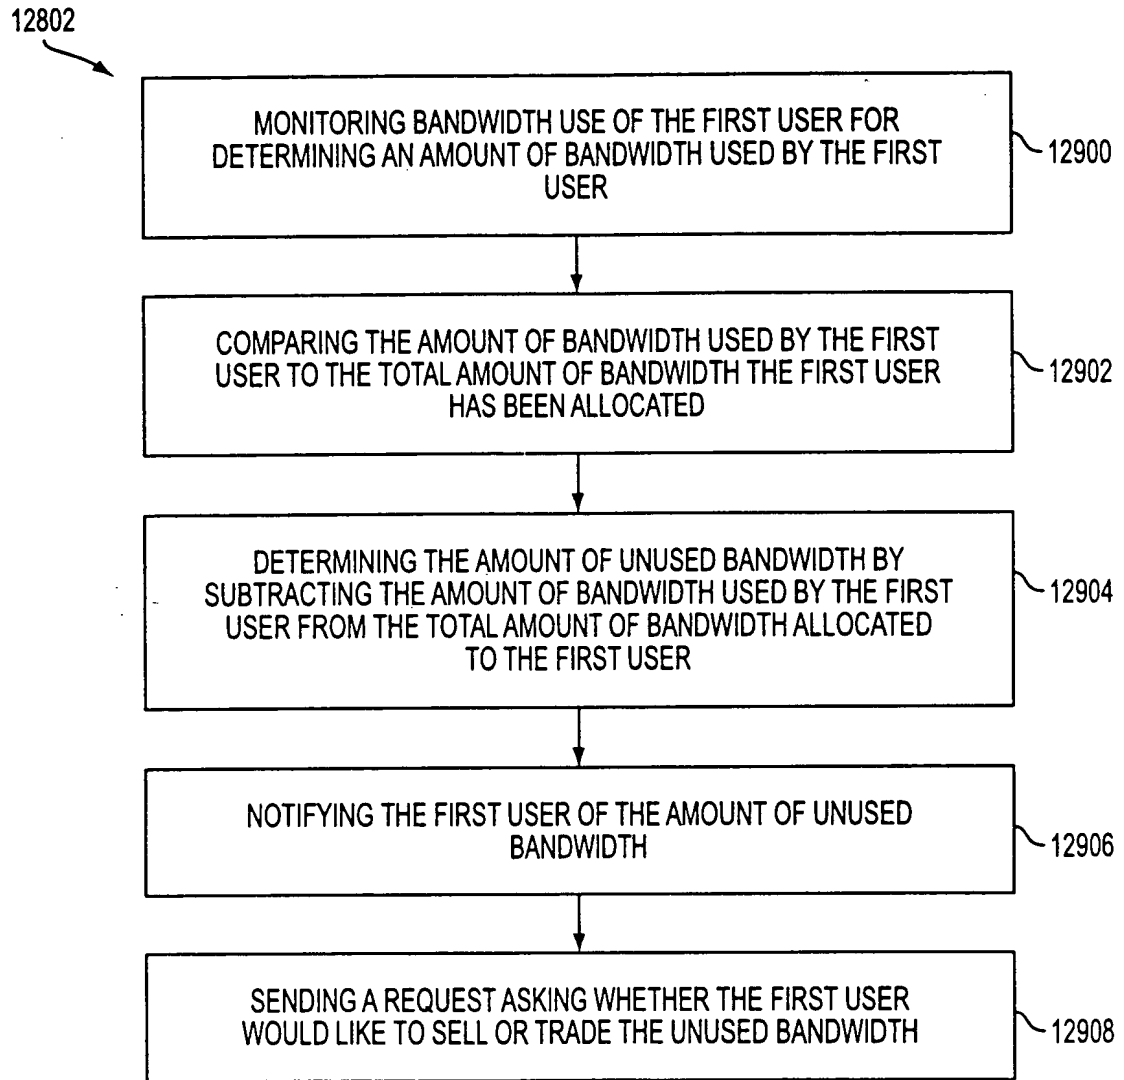 12802
MONITORING BANDWIDTH USE OF THE FIRST USER FOR
DETERMINING AN AMOUNT OF BANDWIDTH USED BY THE FIRST
USER
12900
COMPARING THE AMOUNT OF BANDWIDTH USED BY THE FIRST
USER TO THE TOTAL AMOUNT OF BANDWIDTH THE FIRST USER
HAS BEEN ALLOCATED
12902
DETERMINING THE AMOUNT OF UNUSED BANDWIDTH BY
SUBTRACTING THE AMOUNT OF BANDWIDTH USED BY THE FIRST
USER FROM THE TOTAL AMOUNT OF BANDWIDTH ALLOCATED
TO THE FIRST USER
12904
NOTIFYING THE FIRST USER OF THE AMOUNT OF UNUSED
BANDWIDTH
12906
SENDING A REQUEST ASKING WHETHER THE FIRST USER
WOULD LIKE TO SELL OR TRADE THE UNUSED BANDWIDTH
12908